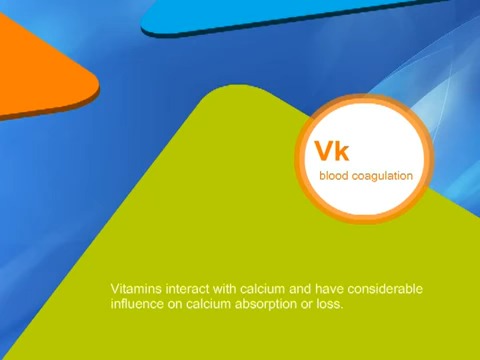 Vk
blood coagulation
Vitamins interact with calcium and have considerable
influence on calcium absorption or loss.